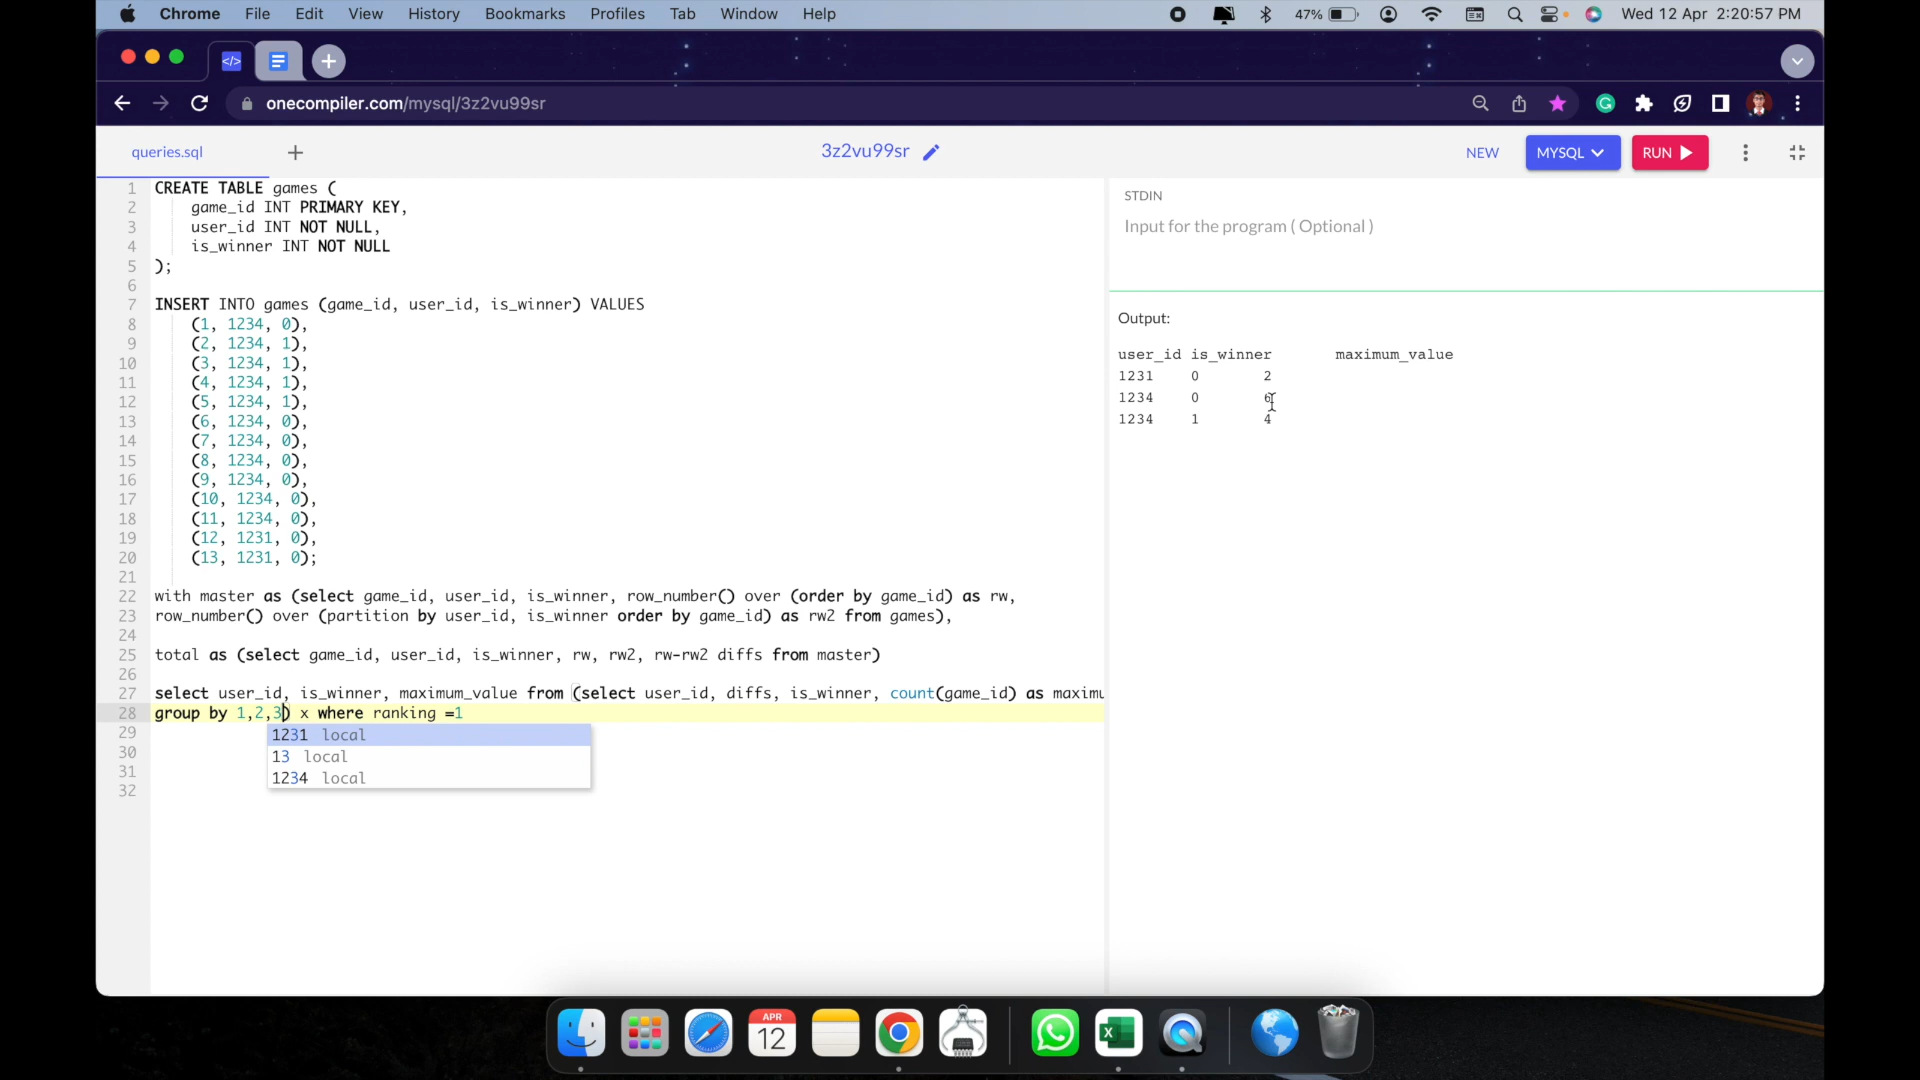 Chrome File Edit View History Bookmarks Profiles Tab Window Help 47% Wed 12 Apr 2:20:57 PM
onecompiler.com/mysql/3z2vu99sr
queries.sql + 3z2vu99sr NEW MYSQL RUN
1 CREATE TABLE games (
2 game_id INT PRIMARY KEY,
3 user_id INT NOT NULL,
4 is_winner INT NOT NULL
5 );
6
7 INSERT INTO games (game_id, user_id, is_winner) VALUES
8 (1, 1234, 0),
9 (2, 1234, 1),
10 (3, 1234, 1),
11 (4, 1234, 1),
12 (5, 1234, 1),
13 (6, 1234, 0),
14 (7, 1234, 0),
15 (8, 1234, 0),
16 (9, 1234, 0),
17 (10, 1234, 0),
18 (11, 1234, 0),
19 (12, 1231, 0),
20 (13, 1231, 0);
21
22 with master as (select game_id, user_id, is_winner, row_number() over (order by game_id) as rw,
23 row_number() over (partition by user_id, is_winner order by game_id) as rw2 from games),
24
25 total as (select game_id, user_id, is_winner, rw, rw2, rw-rw2 diffs from master)
26
27 select user_id, is_winner, maximum_value from (select user_id, diffs, is_winner, count(game_id) as maximu
28 group by 1,2,3) x where ranking =1
29
30
31
32
1231 local
13 local
1234 local
STDIN
Input for the program ( Optional )
Output:
user_id is_winner maximum_value
1231 0 2
1234 0 6
1234 1 4
APR
12